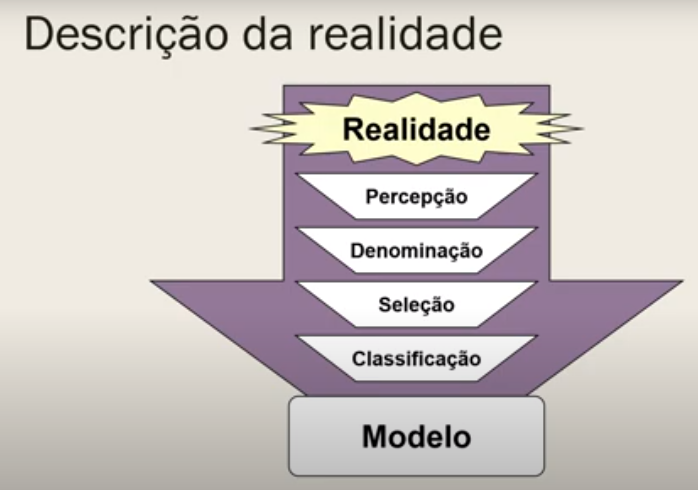 Descrição da realidade
Realidade
Percepção
Denominação
Seleção
Classificação
Modelo